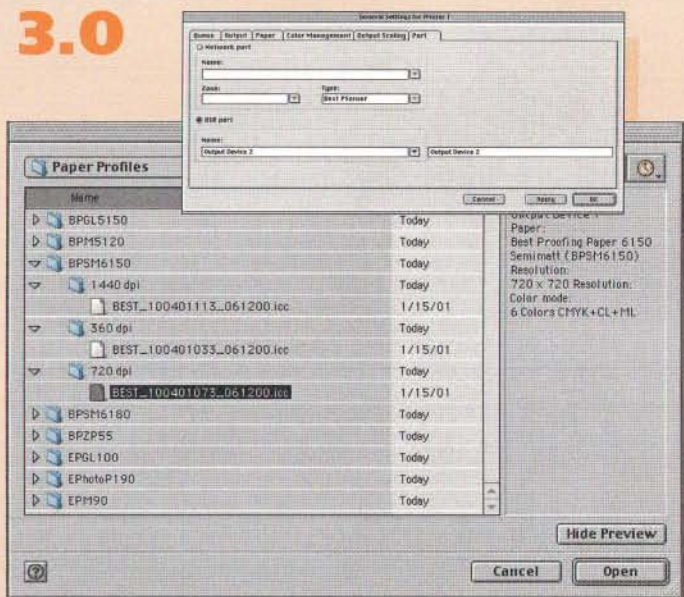 3.0
General Settings for Printer 1
Queue Output Paper Color Management Output Scaling Port
Network port
Name:
Zone: Type:
Best PServer
USB port
Name:
Output Device 2 Output Device 2
Cancel Apply OK
Paper Profiles
Name
BPGL5150 Today
BPM5120 Today
BPSM6150 Today
1440 dpi Today
BEST_100401113_061200.icc 1/15/01
360 dpi Today
BEST_100401033_061200.icc 1/15/01
720 dpi Today
BEST_100401073_061200.icc 1/15/01
BPSM6180 Today
BPZP55 Today
EPGL100 Today
EPhotoP190 Today
EPM90 Today
Output Device 1
Paper:
Best Proofing Paper 6150
Semimatt (BPSM6150)
Resolution:
720 x 720 Resolution:
Color mode:
6 Colors CMYK+CL+ML
Hide Preview
Cancel Open